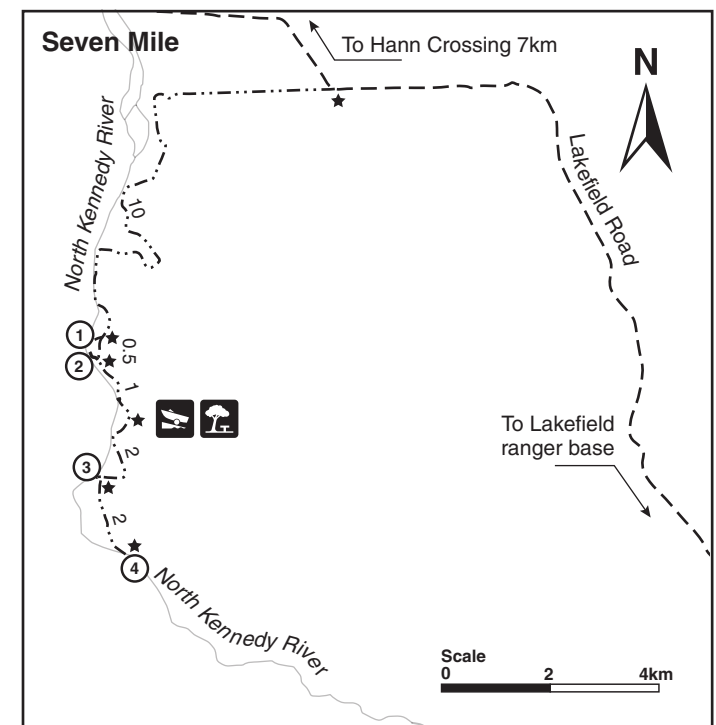 Seven Mile
To Hann Crossing 7km
N
North Kennedy River
Lakefield Road
10
1
0.5
2
1
To Lakefield
ranger base
2
3
2
4
North Kennedy River
Scale
0 2 4km